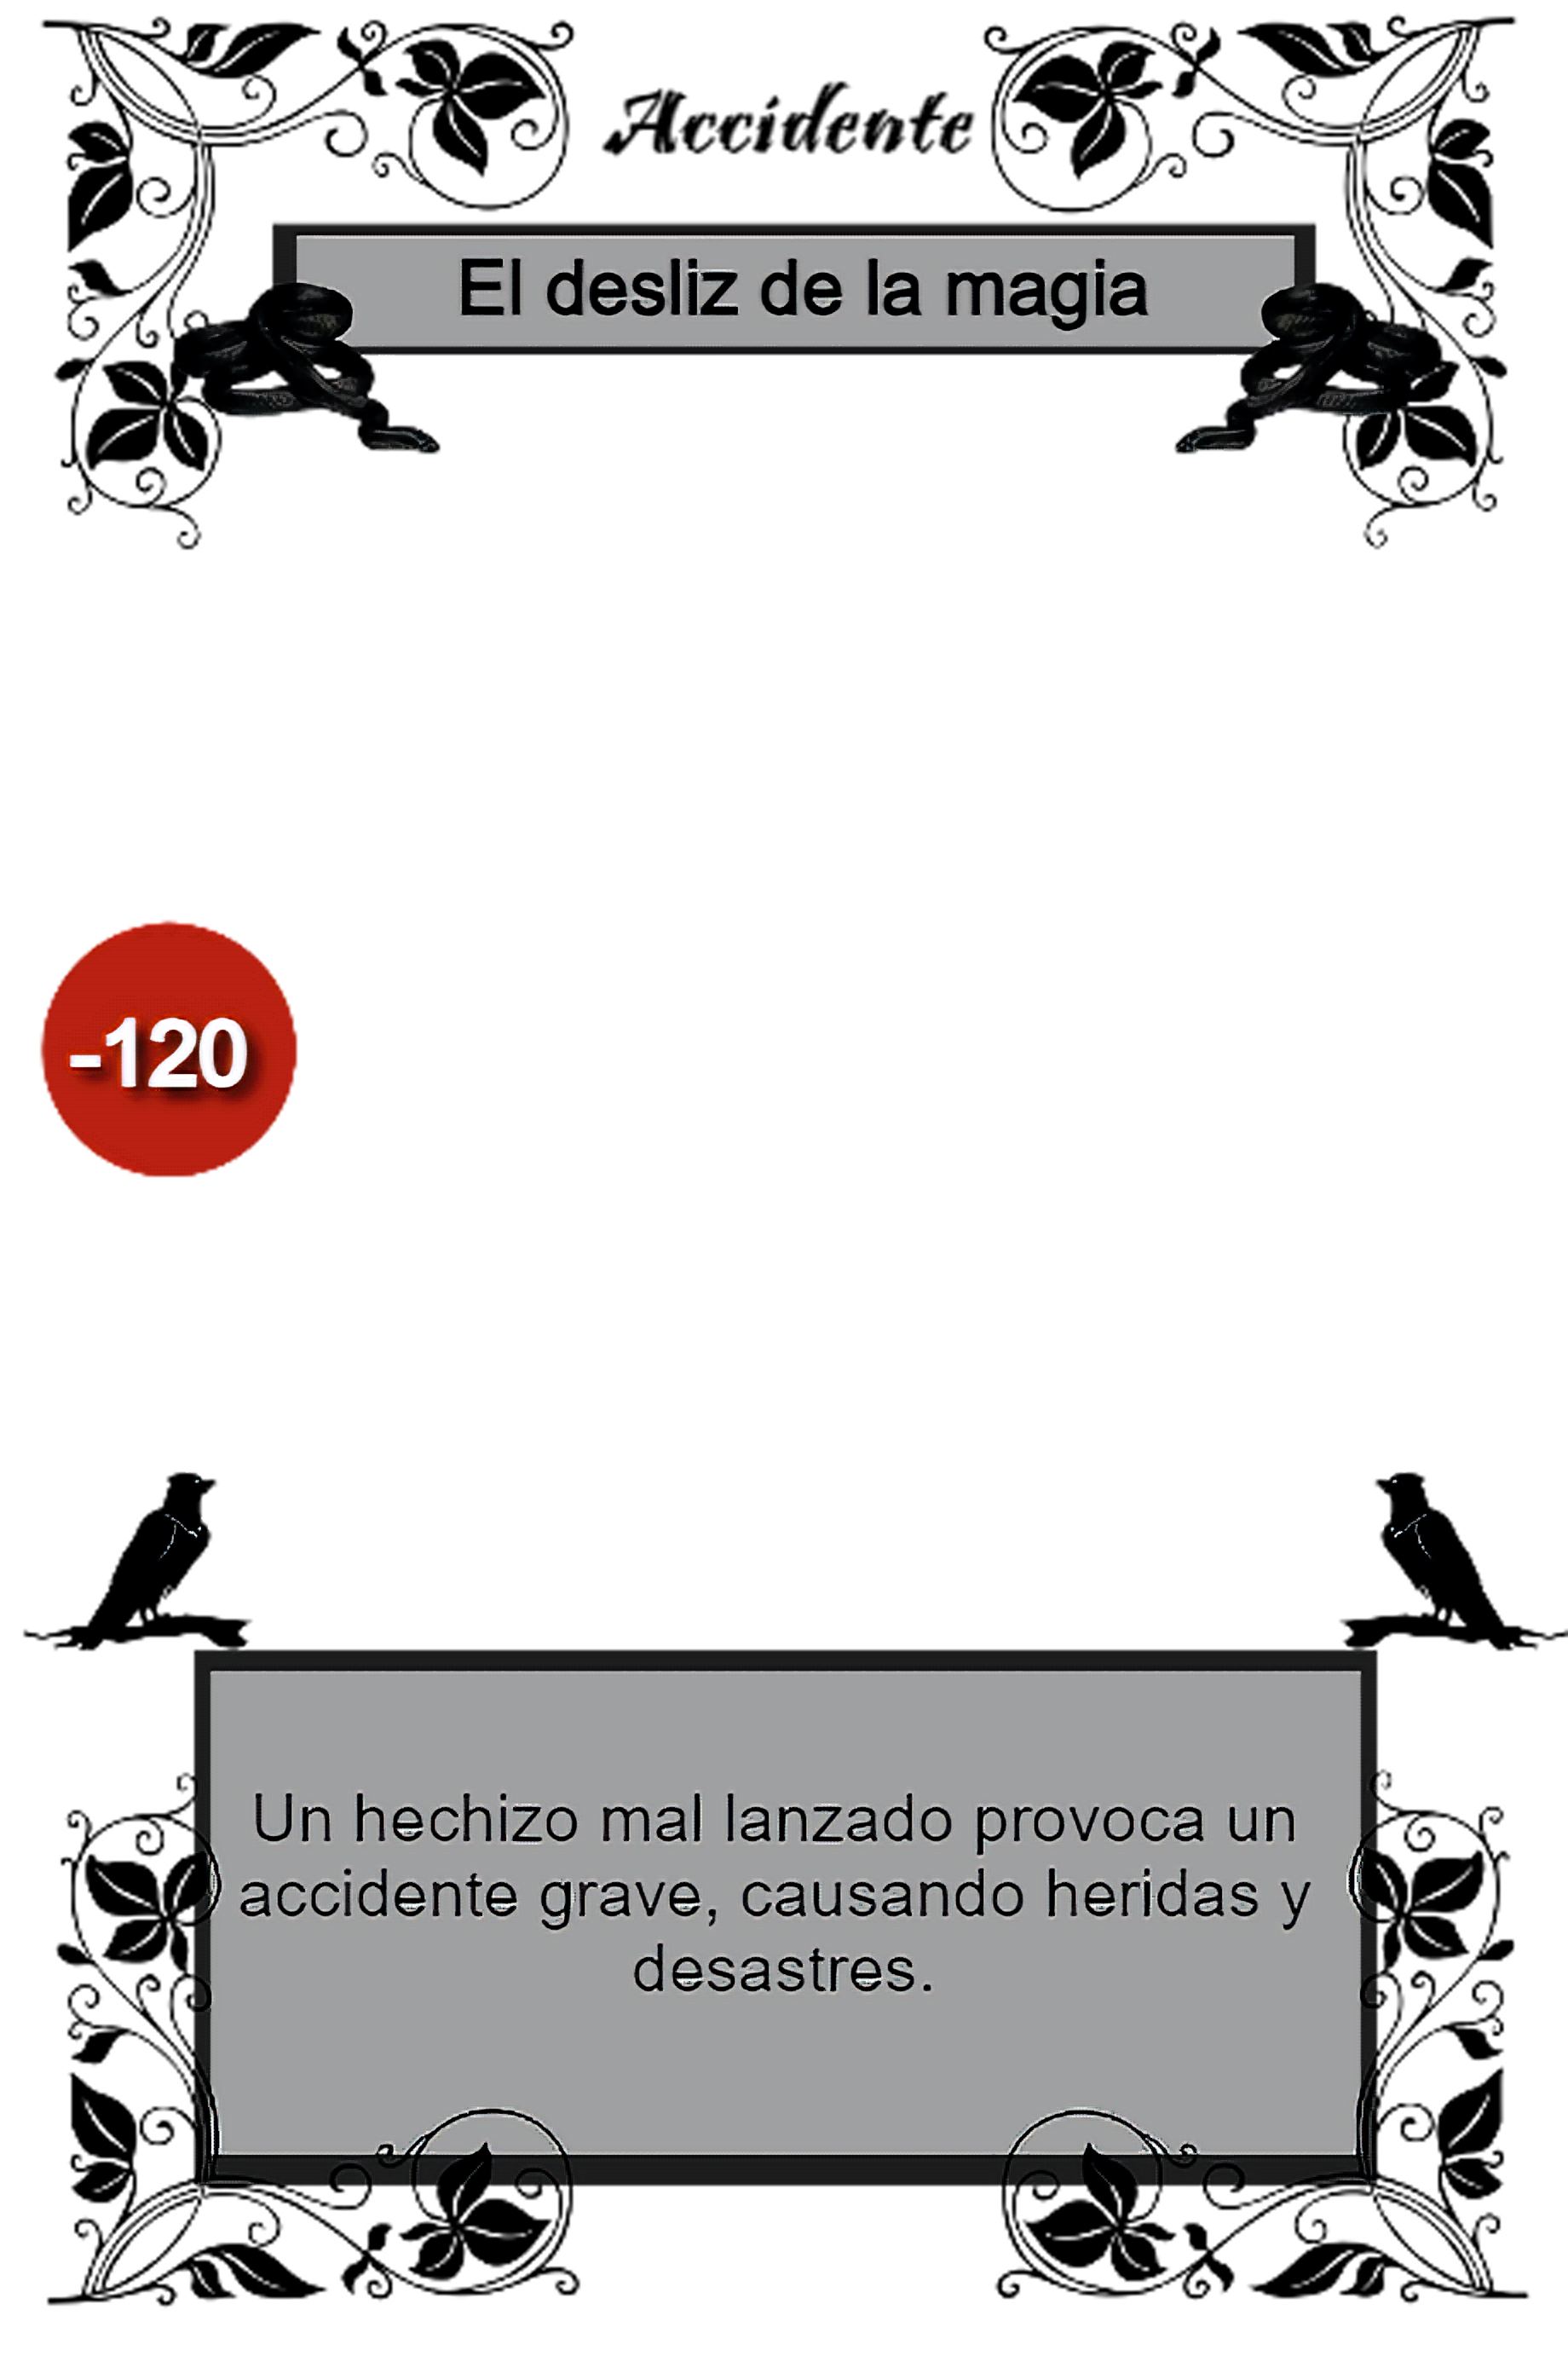 Accidente
El desliz de la magia
-120
Un hechizo mal lanzado provoca un
accidente grave, causando heridas y
desastres.